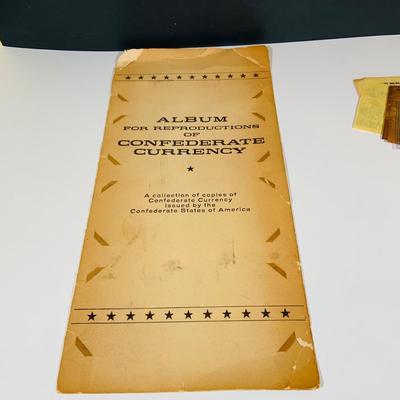 ALBUM
FOR REPRODUCTIONS
OF
CONFEDERATE
CURRENCY
A collection of copies of
Confederate Currency
issued by the
Confederate States of America